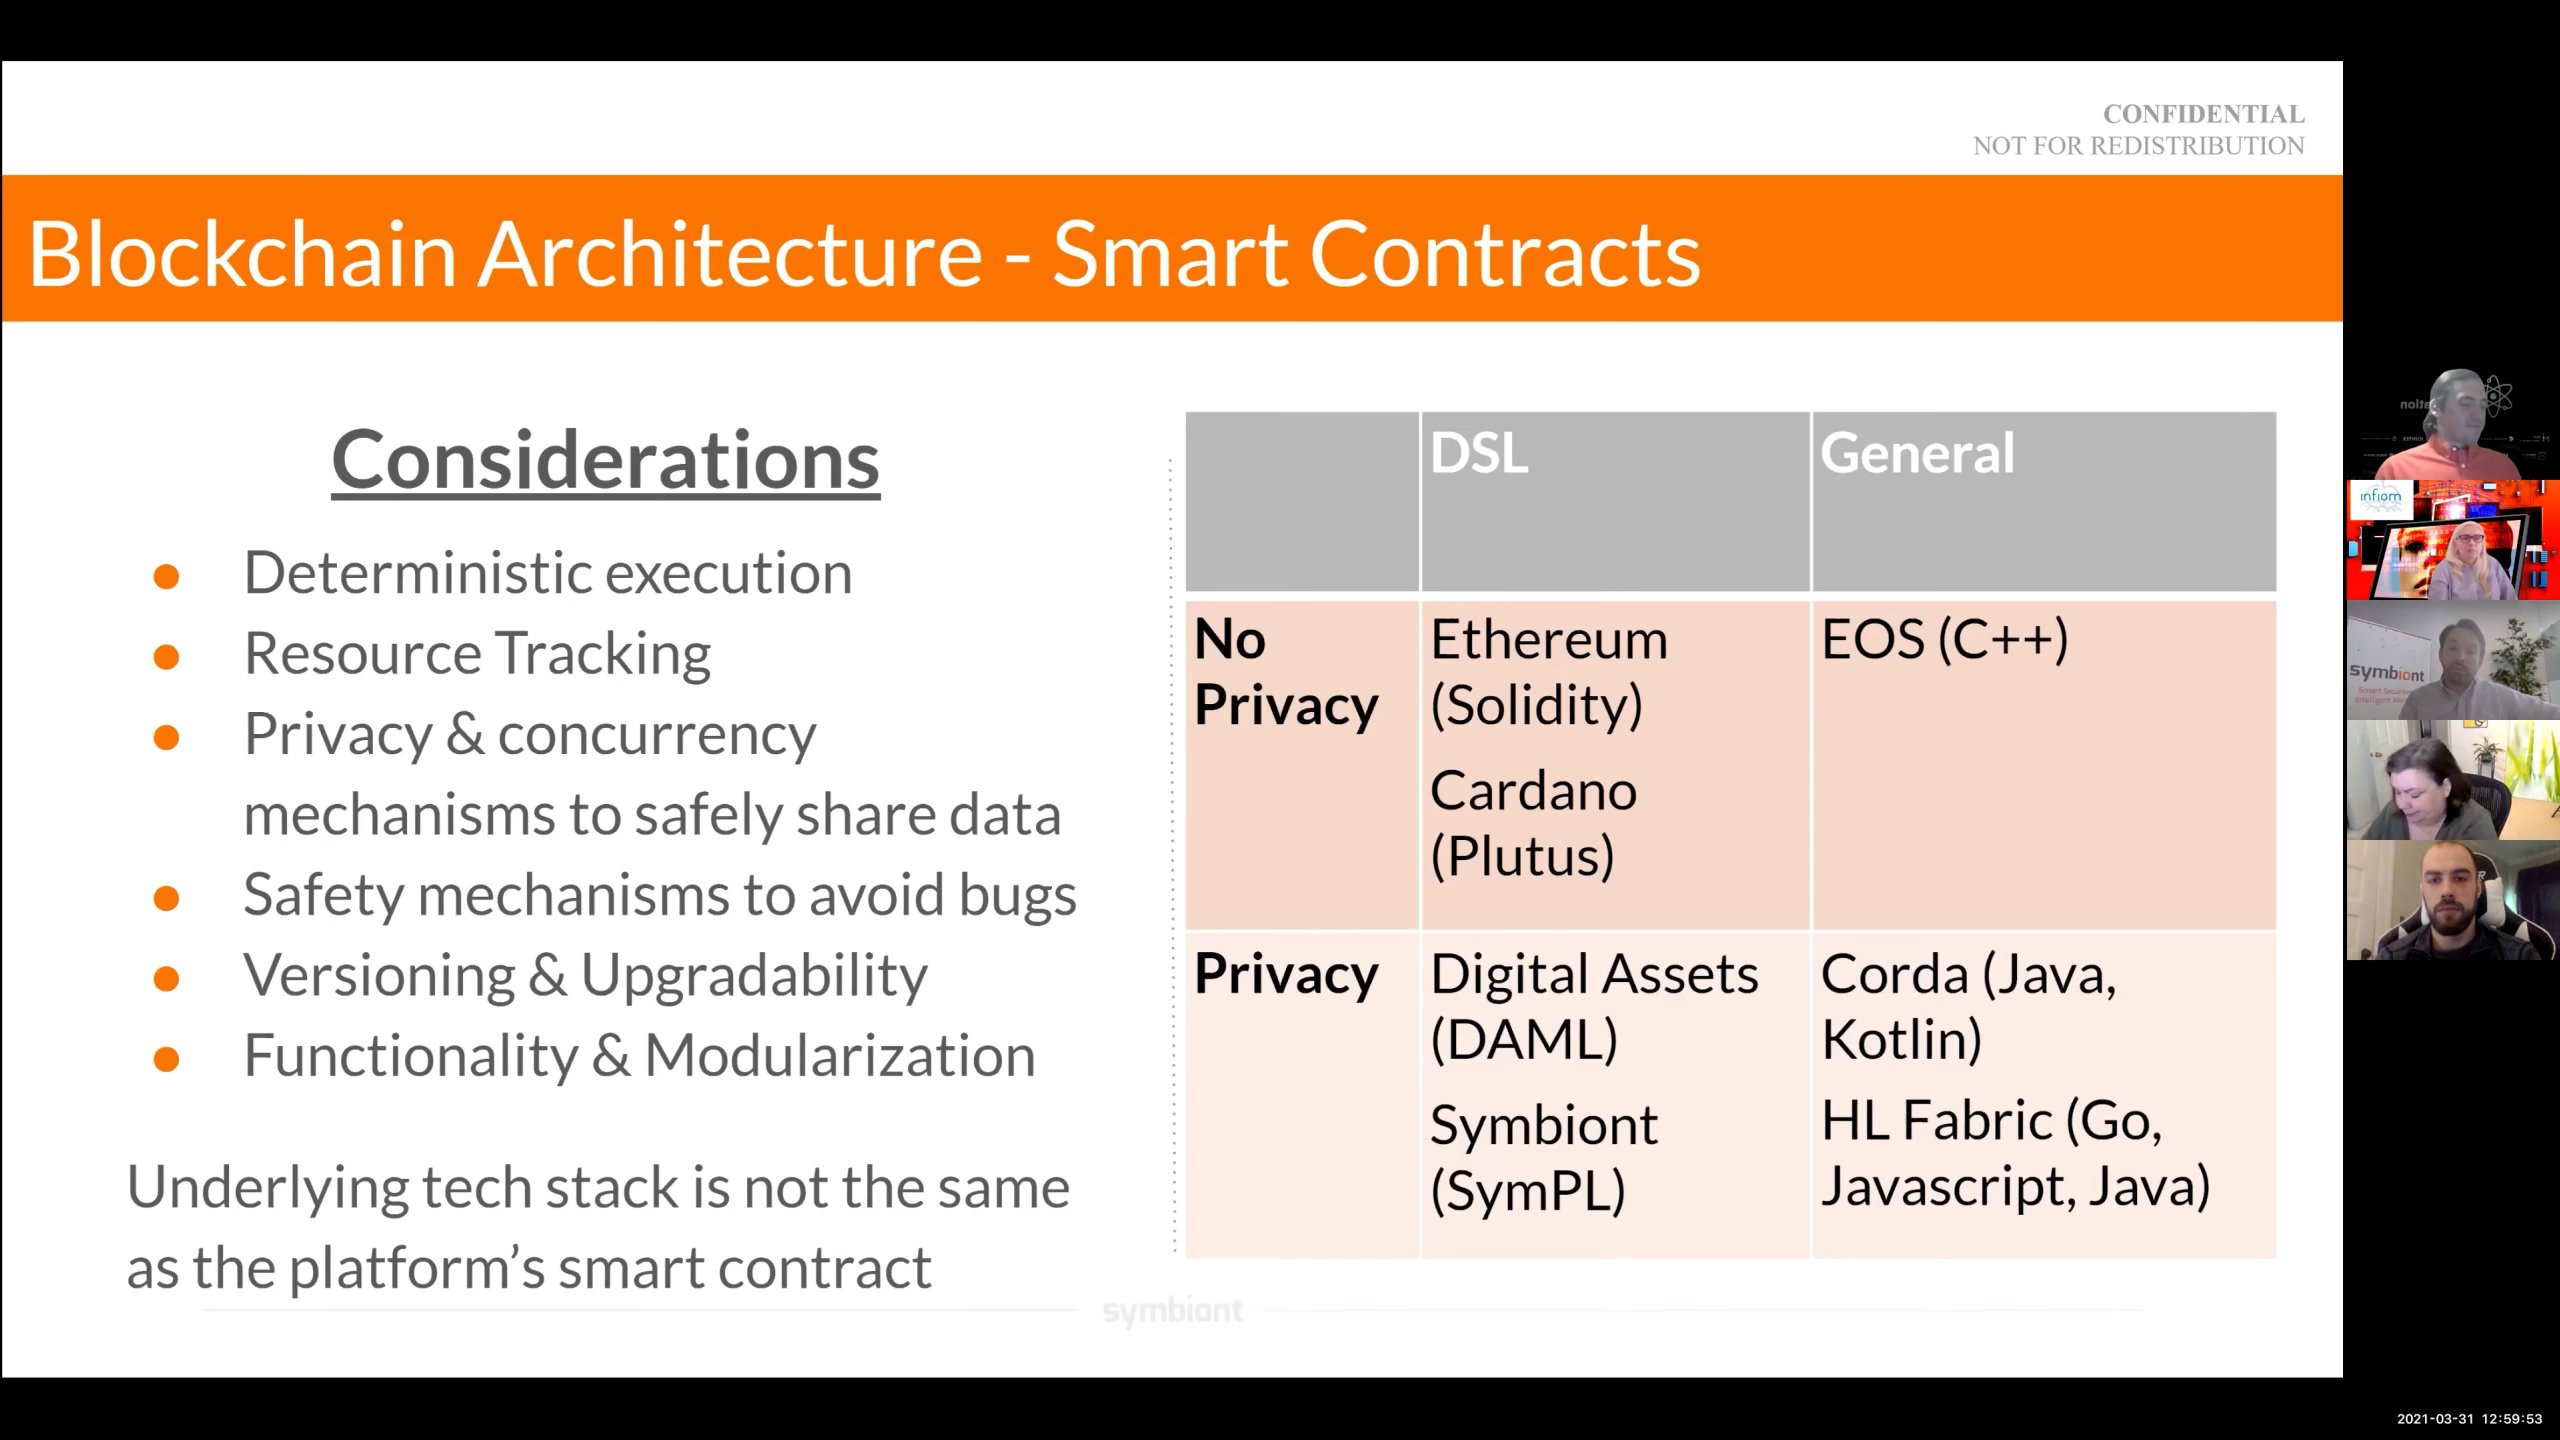 CONFIDENTIAL
NOT FOR REDISTRIBUTION
Blockchain Architecture - Smart Contracts
Considerations
● Deterministic execution
● Resource Tracking
● Privacy & concurrency
mechanisms to safely share data
● Safety mechanisms to avoid bugs
● Versioning & Upgradability
● Functionality & Modularization
Underlying tech stack is not the same
as the platform’s smart contract
DSL
General
No
Privacy
Ethereum
(Solidity)
Cardano
(Plutus)
EOS (C++)
Privacy
Digital Assets
(DAML)
Symbiont
(SymPL)
Corda (Java,
Kotlin)
HL Fabric (Go,
Javascript, Java)
symbiont
infiom
symbiont
2021-03-31 12:59:53